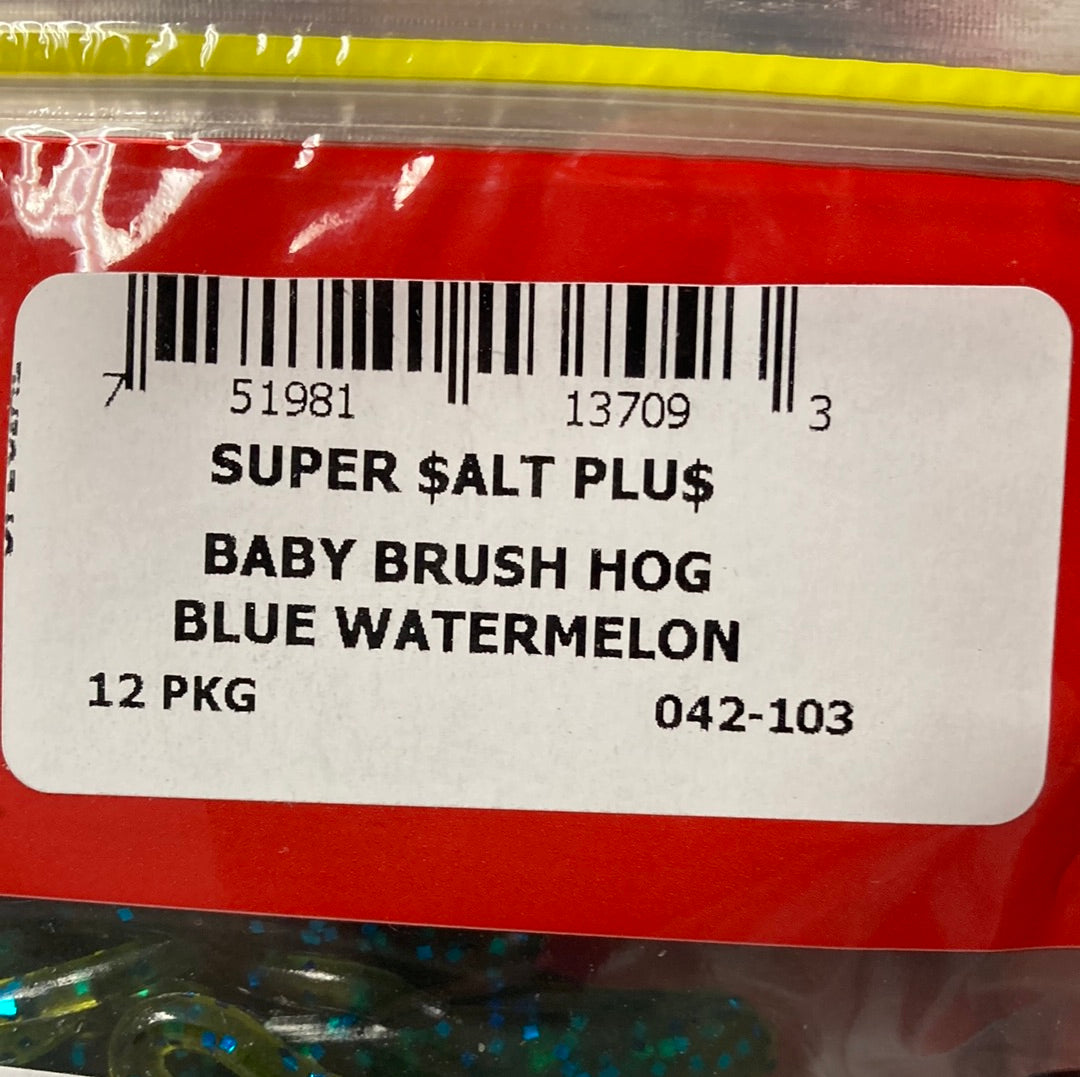 7 51981 13709 3
SUPER $ALT PLU$
BABY BRUSH HOG
BLUE WATERMELON
12 PKG 042-103